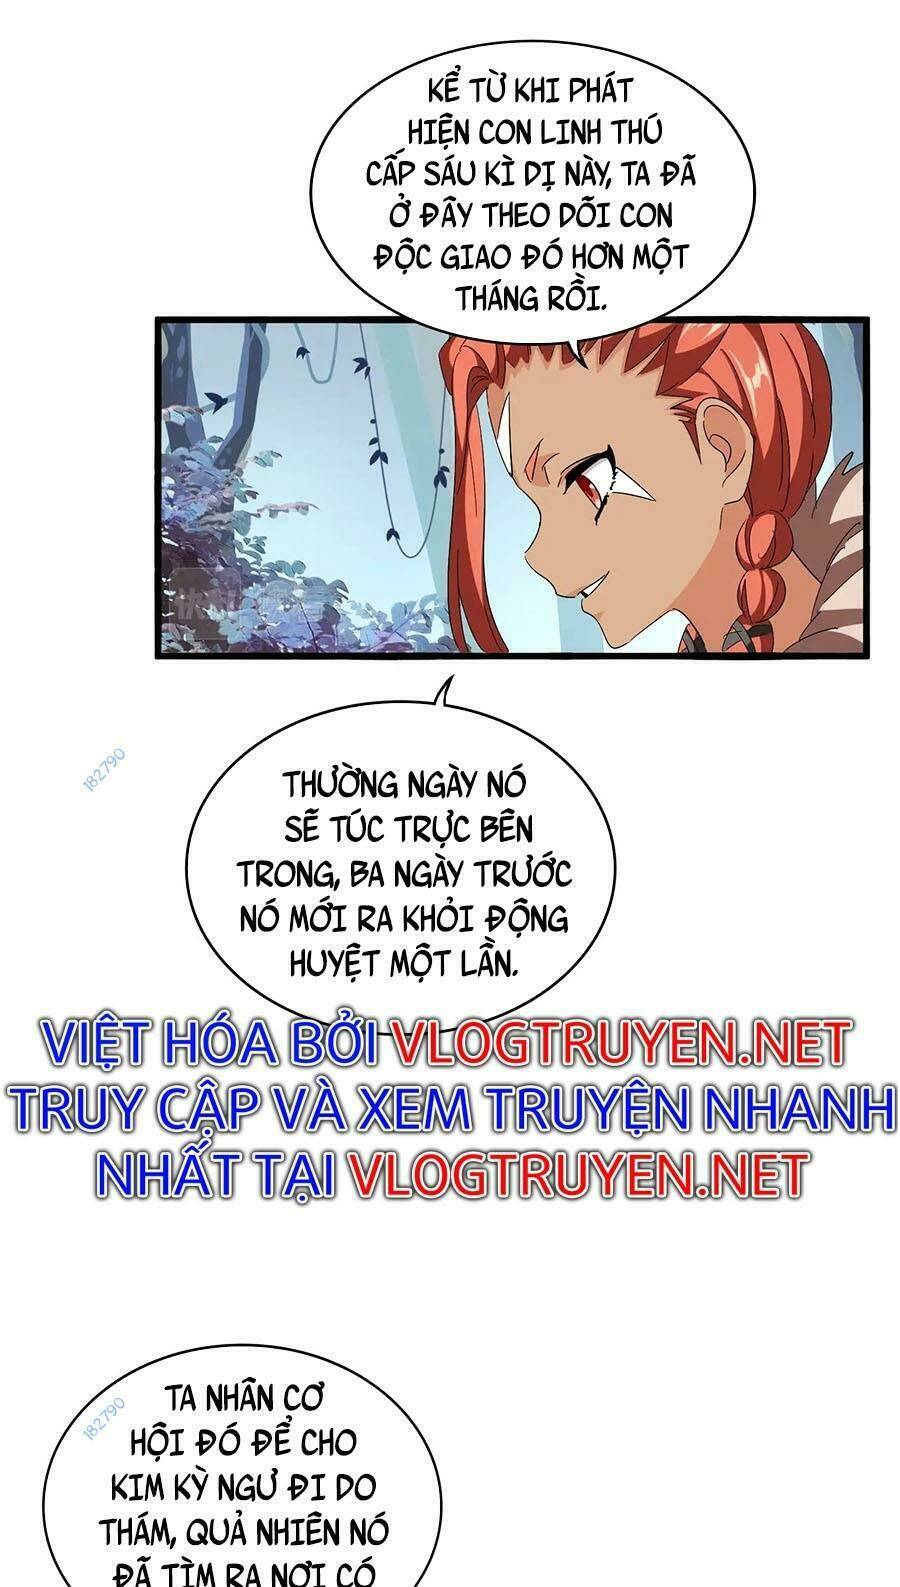 KỂ TỪ KHI PHÁT
HIỆN CON LINH THÚ
CẤP SÁU KÌ DỊ NÀY, TA ĐÃ
Ở ĐÂY THEO DÕI CON
ĐỘC GIAO ĐÓ HƠN MỘT
THÁNG RỒI.
182790
THƯỜNG NGÀY NÓ
SẼ TÚC TRỰC BÊN
TRONG, BA NGÀY TRƯỚC
NÓ MỚI RA KHỎI ĐỘNG
HUYỆT MỘT LẦN.
VIỆT HÓA BỞI VLOGTRUYEN.NET
TRUY CẬP VÀ XEM TRUYỆN NHANH
NHẤT TẠI VLOGTRUYEN.NET
182790
TA NHÂN CƠ
HỘI ĐÓ ĐỂ CHO
KIM KỲ NGƯ ĐI DO
THÁM, QUẢ NHIÊN NÓ
ĐÃ TÌM RA NƠI CÓ